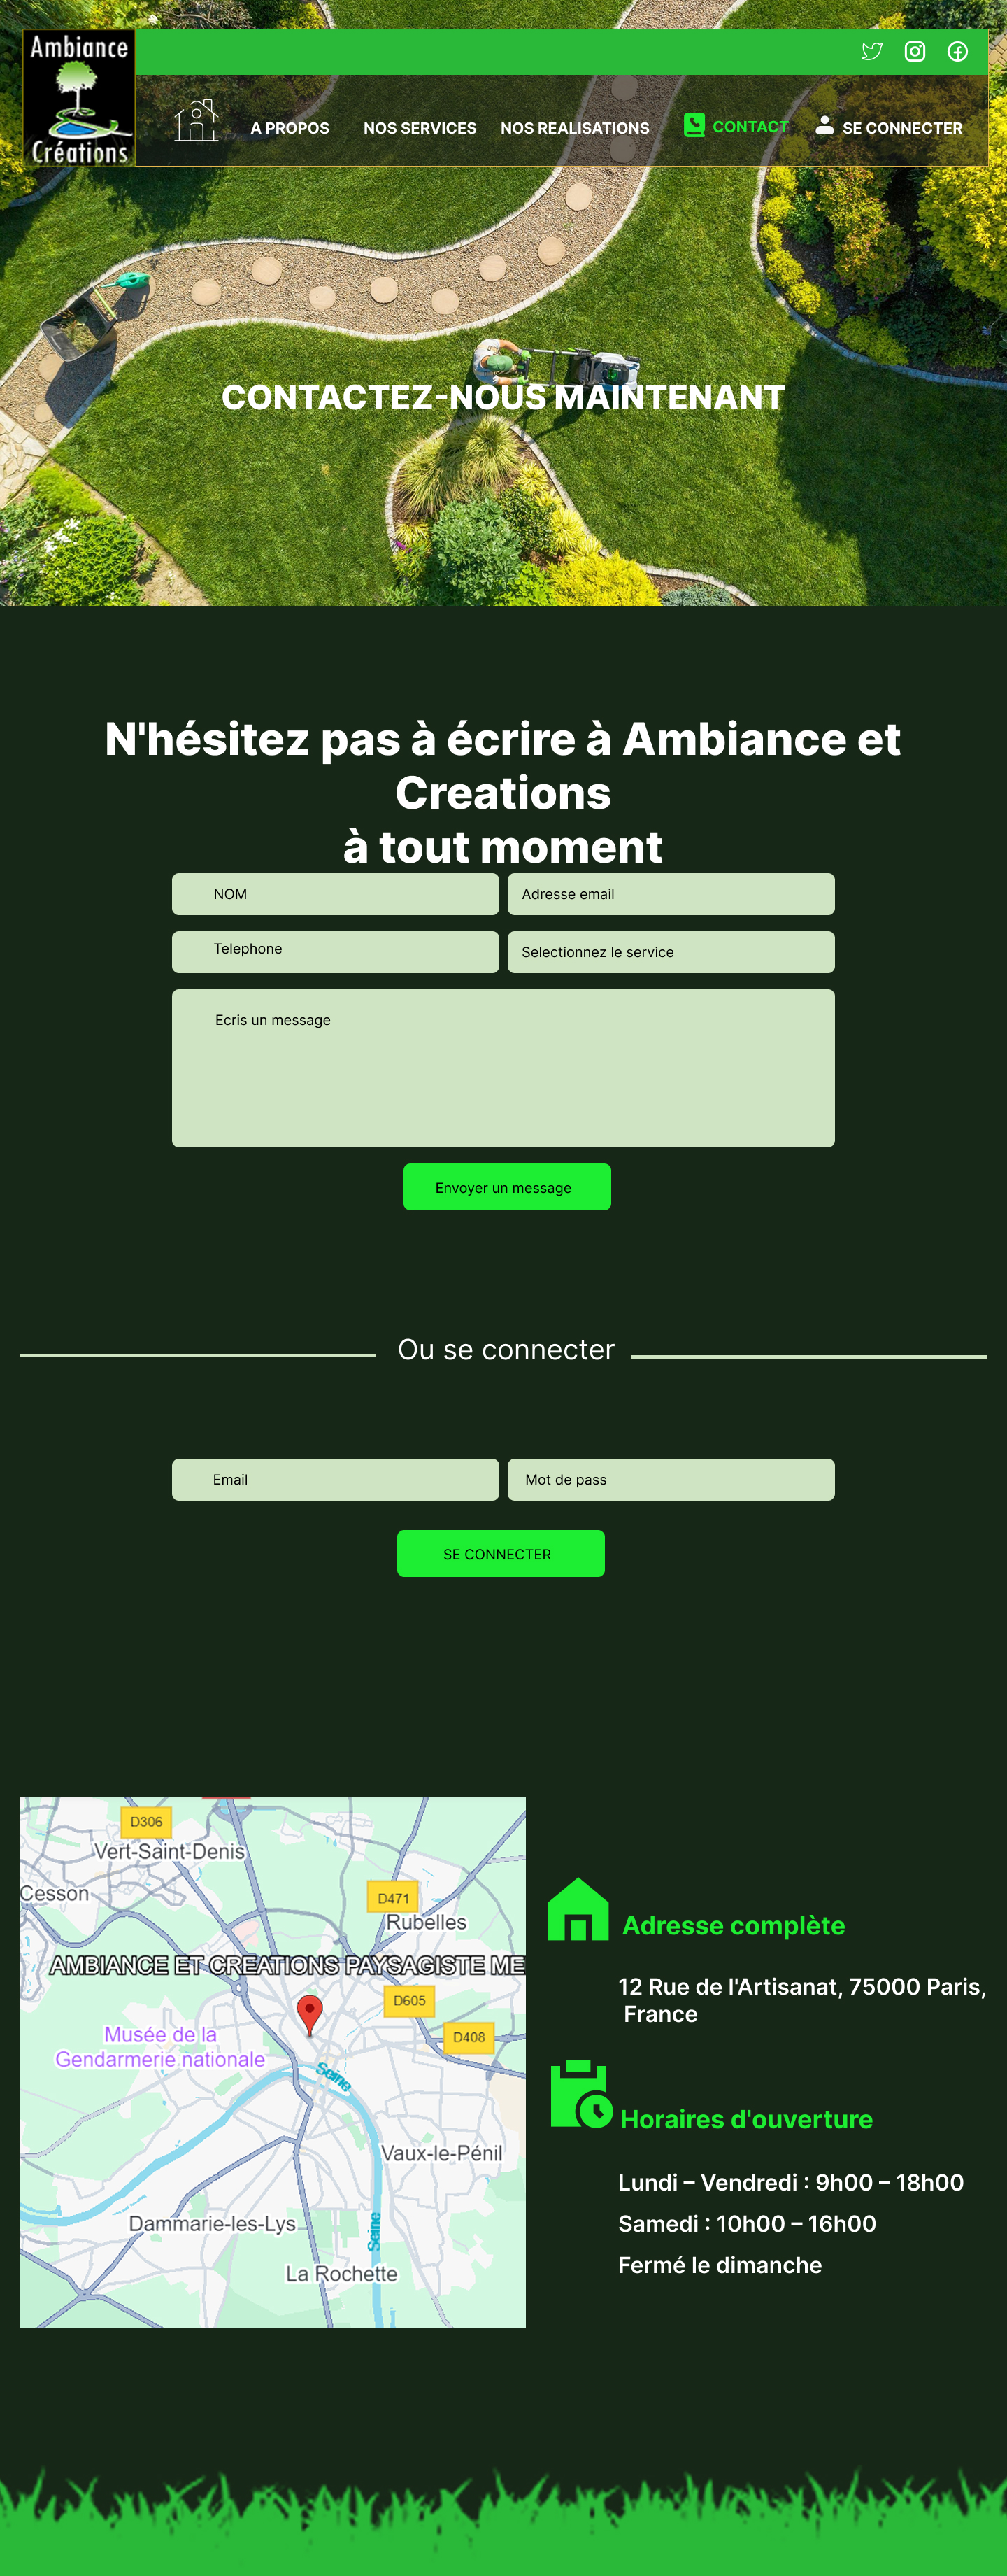 Ambiance
Créations
A PROPOS
NOS SERVICES
NOS REALISATIONS
CONTACT
SE CONNECTER
CONTACTEZ-NOUS MAINTENANT
N'hésitez pas à écrire à Ambiance et
Creations
à tout moment
NOM
Adresse email
Telephone
Selectionnez le service
Ecris un message
Envoyer un message
Ou se connecter
Email
Mot de pass
SE CONNECTER
D306
Vert-Saint-Denis
Cesson
D471
Rubelles
AMBIANCE ET CREATIONS PAYSAGISTE ME
D605
D408
Musée de la
Gendarmerie nationale
Seine
Vaux-le-Pénil
Dammarie-les-Lys
Seine
La Rochette
Adresse complète
12 Rue de l'Artisanat, 75000 Paris,
France
Horaires d'ouverture
Lundi – Vendredi : 9h00 – 18h00
Samedi : 10h00 – 16h00
Fermé le dimanche